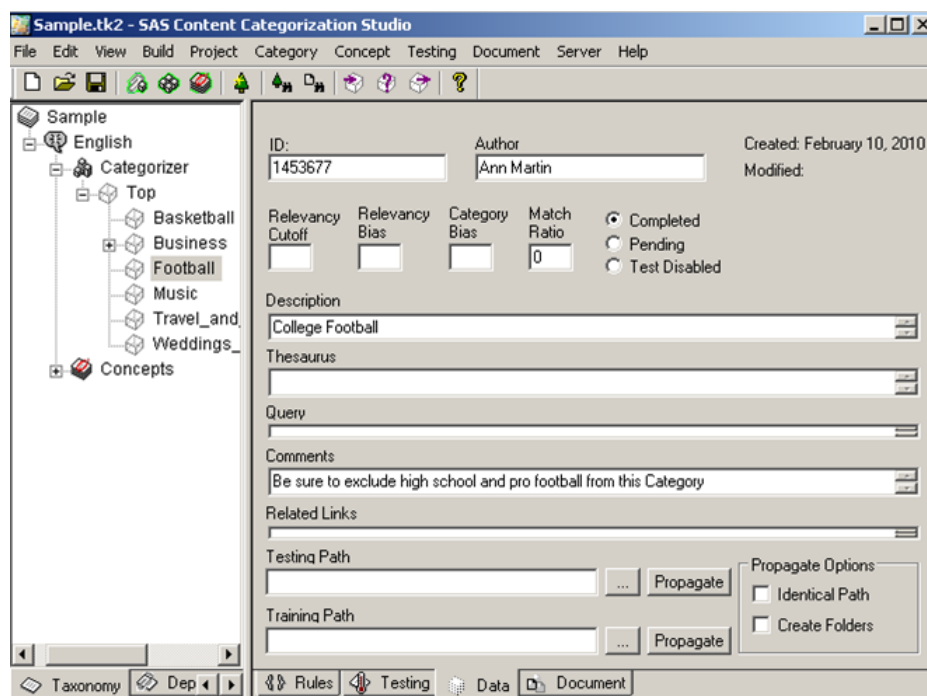 Sample.tk2 - SAS Content Categorization Studio
File Edit View Build Project Category Concept Testing Document Server Help
Sample
English
Categorizer
Top
Basketball
Business
Football
Music
Travel_and_
Weddings_
Concepts
Taxonomy Dep
ID: Author Created: February 10, 2010
1453677 Ann Martin Modified:
Relevancy Cutoff Relevancy Bias Category Bias Match Ratio
0
Completed
Pending
Test Disabled
Description
College Football
Thesaurus
Query
Comments
Be sure to exclude high school and pro football from this Category
Related Links
Testing Path
... Propagate
Training Path
... Propagate
Propagate Options
Identical Path
Create Folders
Rules Testing Data Document